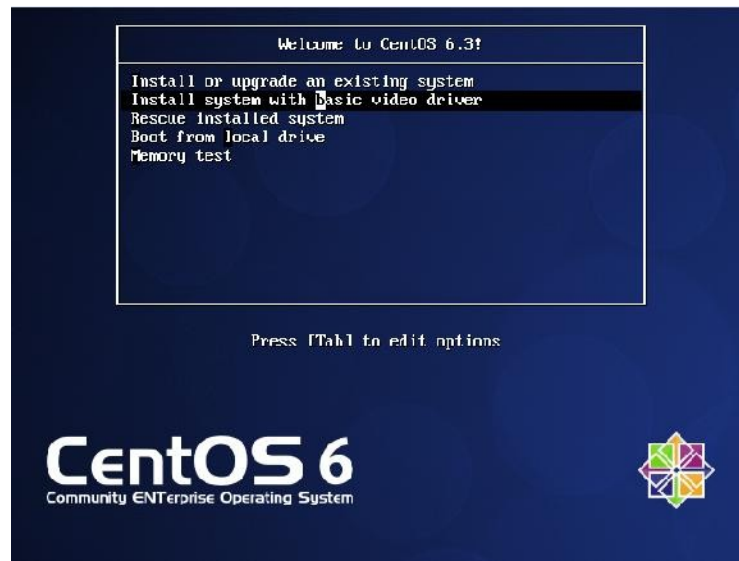 Welcome to CentOS 6.3!
Install or upgrade an existing system
Install system with basic video driver
Rescue installed system
Boot from local drive
Memory test
Press [Tab] to edit options
CentOS 6
Community ENTerprise Operating System